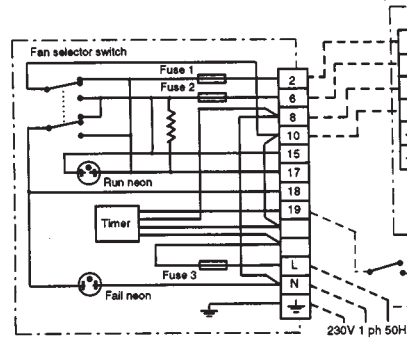 Fan selector switch
Fuse 1
Fuse 2
2
6
8
10
15
17
18
19
L
N
Run neon
Timer
Fuse 3
Fail neon
230V 1 ph 50H